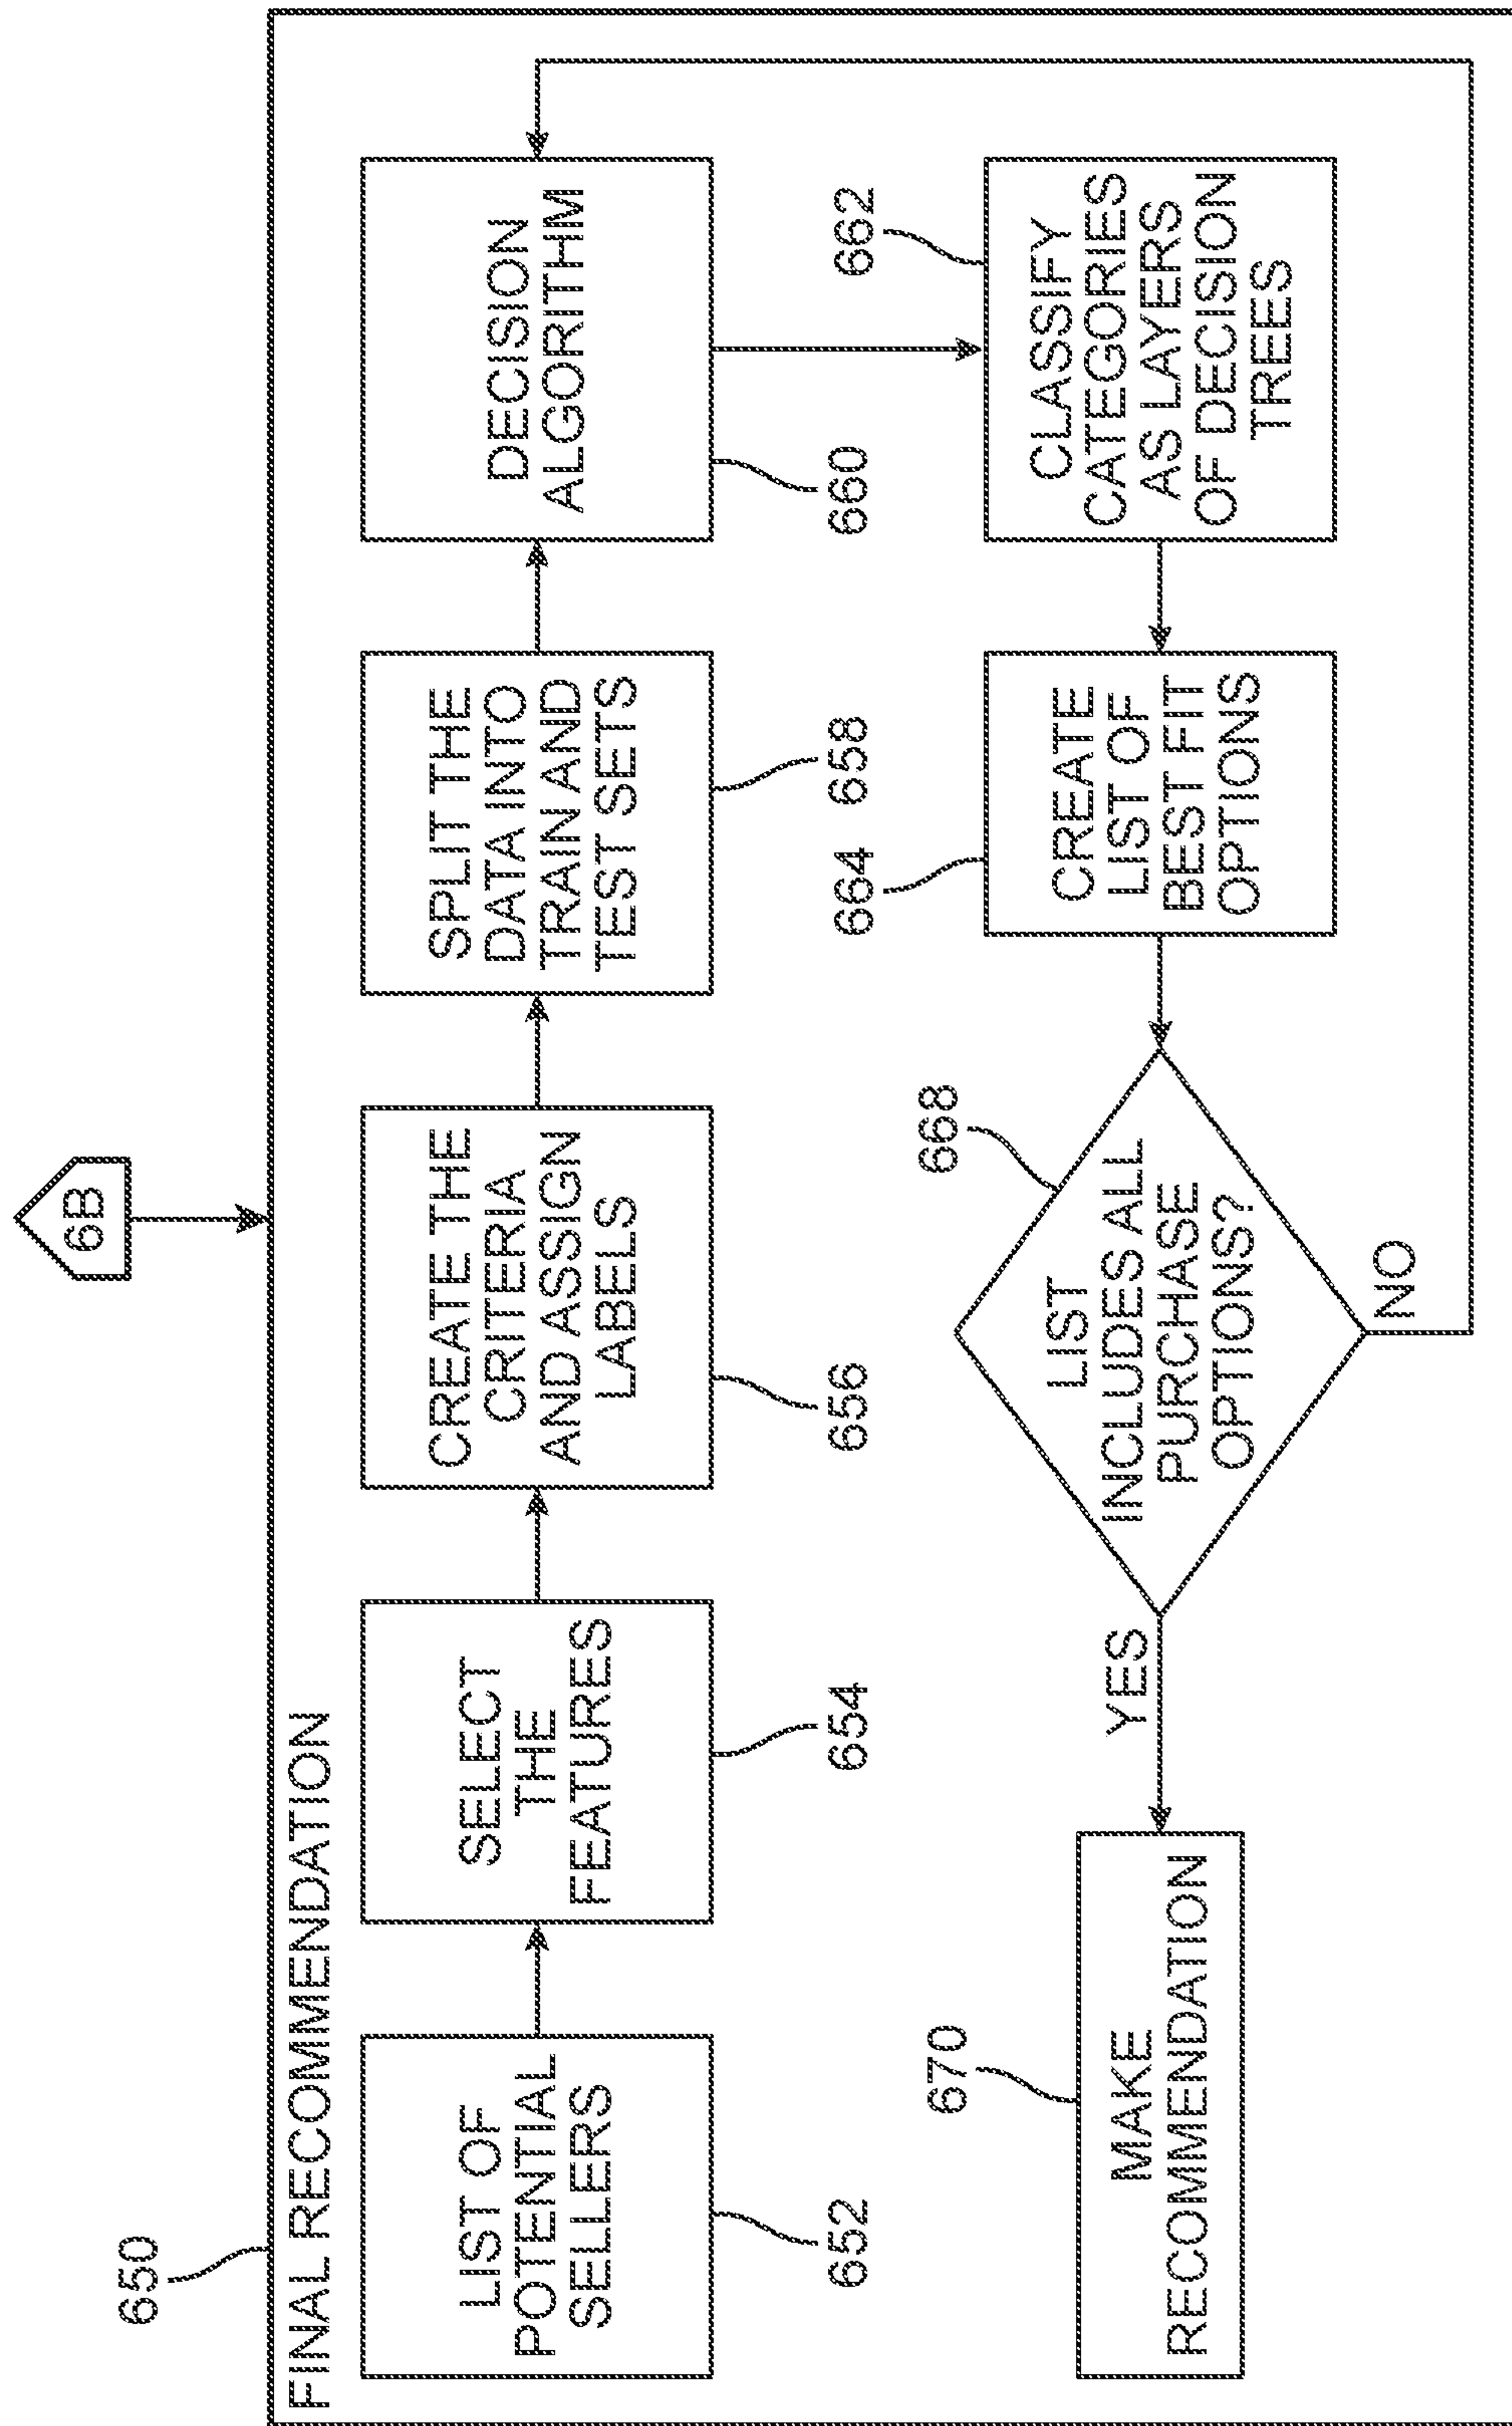 6B
650
FINAL RECOMMENDATION
LIST OF
POTENTIAL
SELLERS
652
SELECT
THE
FEATURES
654
CREATE THE
CRITERIA
AND ASSIGN
LABELS
656
SPLIT THE
DATA INTO
TRAIN AND
TEST SETS
658
DECISION
ALGORITHM
660
662
CLASSIFY
CATEGORIES
AS LAYERS
OF DECISION
TREES
664
CREATE
LIST OF
BEST FIT
OPTIONS
668
LIST
INCLUDES ALL
PURCHASE
OPTIONS?
NO
YES
670
MAKE
RECOMMENDATION